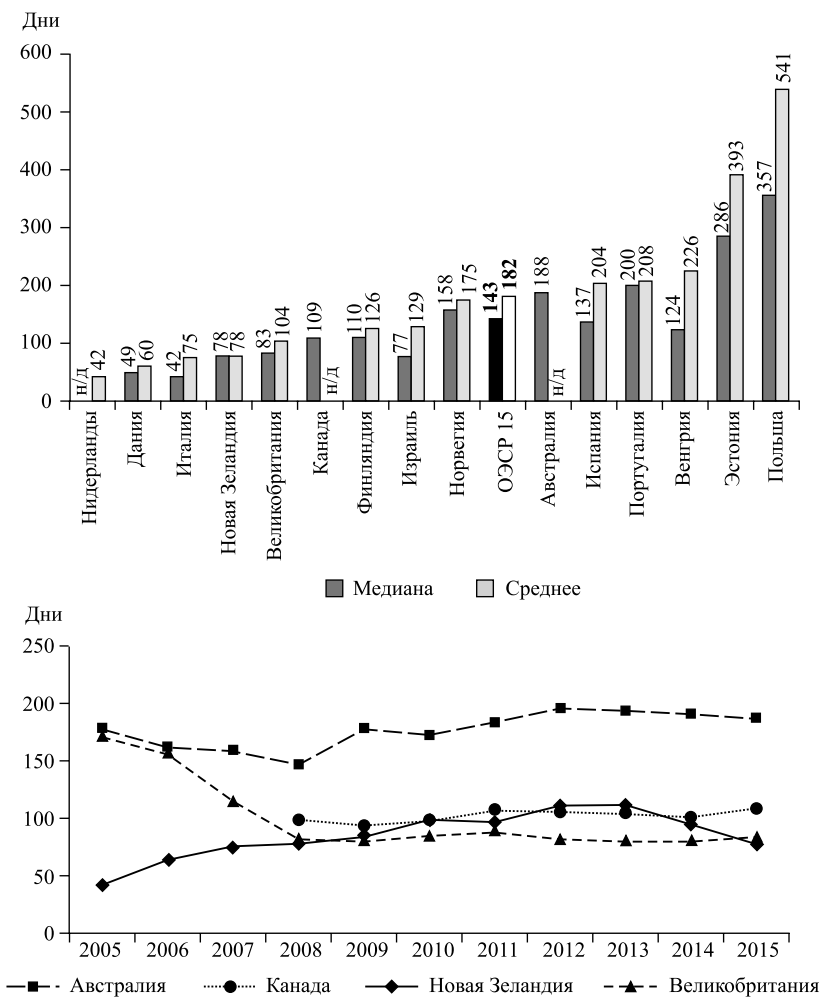 Дни
600
500
400
300
200
100
0
н/д 42 49 60 42 75 78 78 83 104 109 н/д 110 126 77 129 158 175 143 182 188 н/д 137 204 200 208 124 226 286 393 357 541
Нидерланды Дания Италия Новая Зеландия Великобритания Канада Финляндия Израиль Норвегия ОЭСР 15 Австралия Испания Португалия Венгрия Эстония Польша
Медиана Среднее
Дни
250
200
150
100
50
0
2005 2006 2007 2008 2009 2010 2011 2012 2013 2014 2015
Австралия Канада Новая Зеландия Великобритания